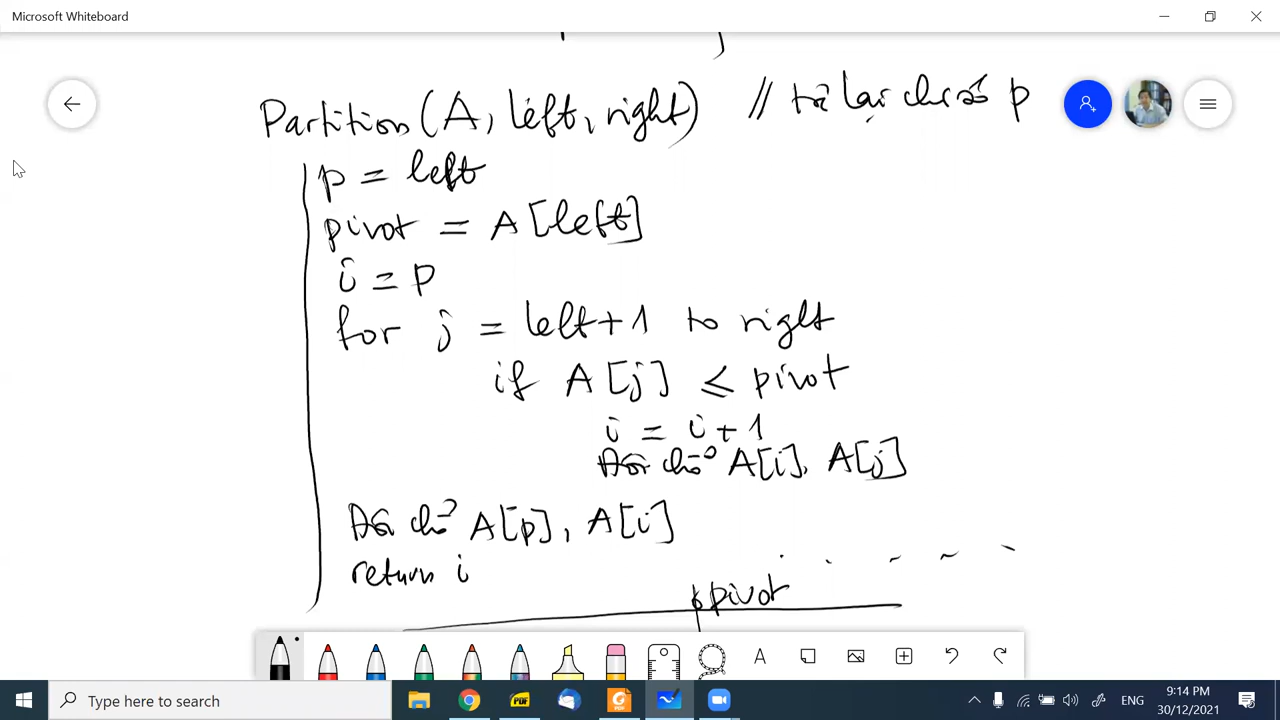 Microsoft Whiteboard
Partition(A, left, right) // trả lại chỉ số p
p = left
pivot = A[left]
i = p
for j = left+1 to right
if A[j] ≤ pivot
i = i+1
Đổi chỗ A[i], A[j]
Đổi chỗ A[p], A[i]
return i
pivot
Type here to search
PDF
ENG
9:14 PM
30/12/2021